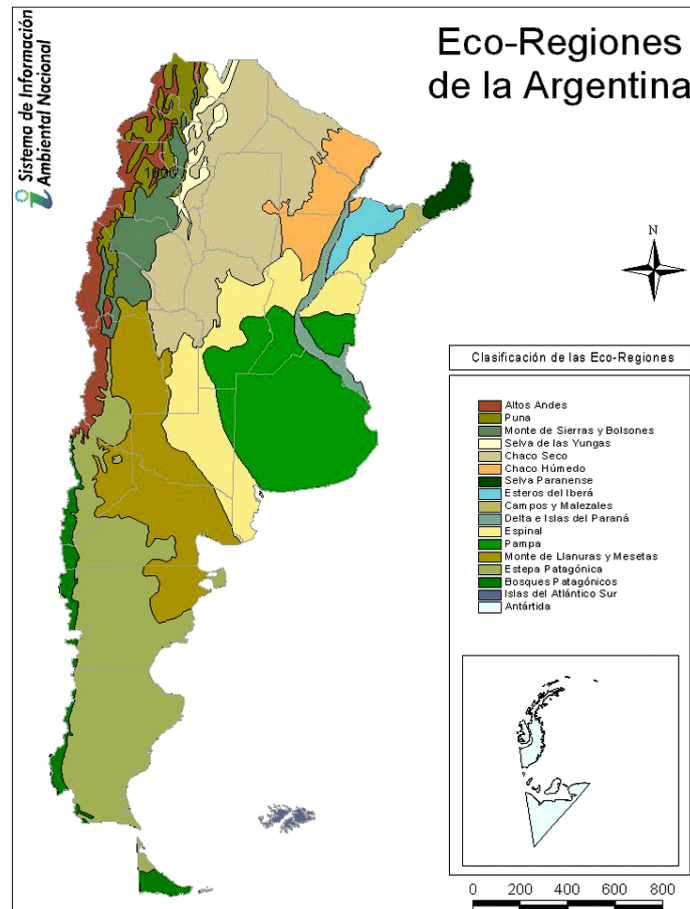 Sistema de Información
Ambiental Nacional
Eco-Regiones
de la Argentina
N
Clasificación de las Eco-Regiones
Altos Andes
Puna
Monte de Sierras y Bolsones
Selva de las Yungas
Chaco Seco
Chaco Húmedo
Selva Paranense
Esteros del Iberá
Campos y Malezales
Delta e Islas del Paraná
Espinal
Pampa
Monte de Llanuras y Mesetas
Estepa Patagónica
Bosques Patagónicos
Islas del Atlántico Sur
Antártida
0 200 400 600 800